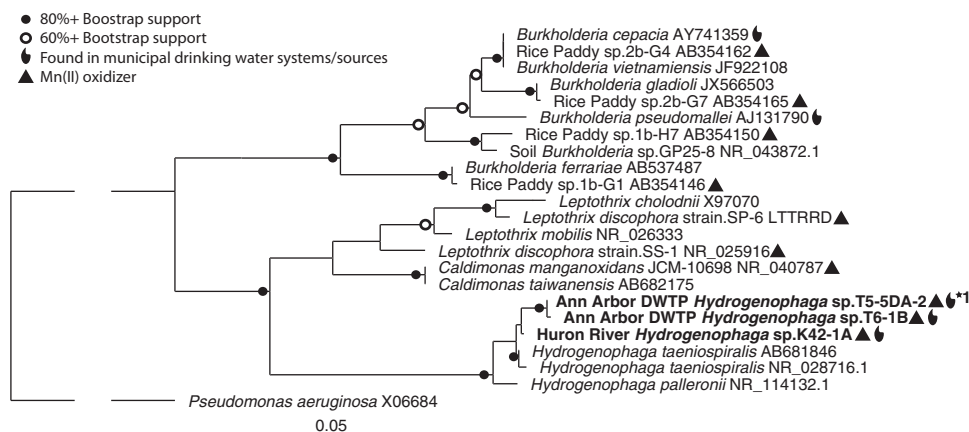 80%+ Boostrap support
60%+ Bootstrap support
Found in municipal drinking water systems/sources
Mn(II) oxidizer
Burkholderia cepacia AY741359
Rice Paddy sp.2b-G4 AB354162
Burkholderia vietnamiensis JF922108
Burkholderia gladioli JX566503
Rice Paddy sp.2b-G7 AB354165
Burkholderia pseudomallei AJ131790
Rice Paddy sp.1b-H7 AB354150
Soil Burkholderia sp.GP25-8 NR_043872.1
Burkholderia ferrariae AB537487
Rice Paddy sp.1b-G1 AB354146
Leptothrix cholodnii X97070
Leptothrix discophora strain.SP-6 LTTRRD
Leptothrix mobilis NR_026333
Leptothrix discophora strain.SS-1 NR_025916
Caldimonas manganoxidans JCM-10698 NR_040787
Caldimonas taiwanensis AB682175
Ann Arbor DWTP Hydrogenophaga sp.T5-5DA-2 *1
Ann Arbor DWTP Hydrogenophaga sp.T6-1B
Huron River Hydrogenophaga sp.K42-1A
Hydrogenophaga taeniospiralis AB681846
Hydrogenophaga taeniospiralis NR_028716.1
Hydrogenophaga palleronii NR_114132.1
Pseudomonas aeruginosa X06684
0.05